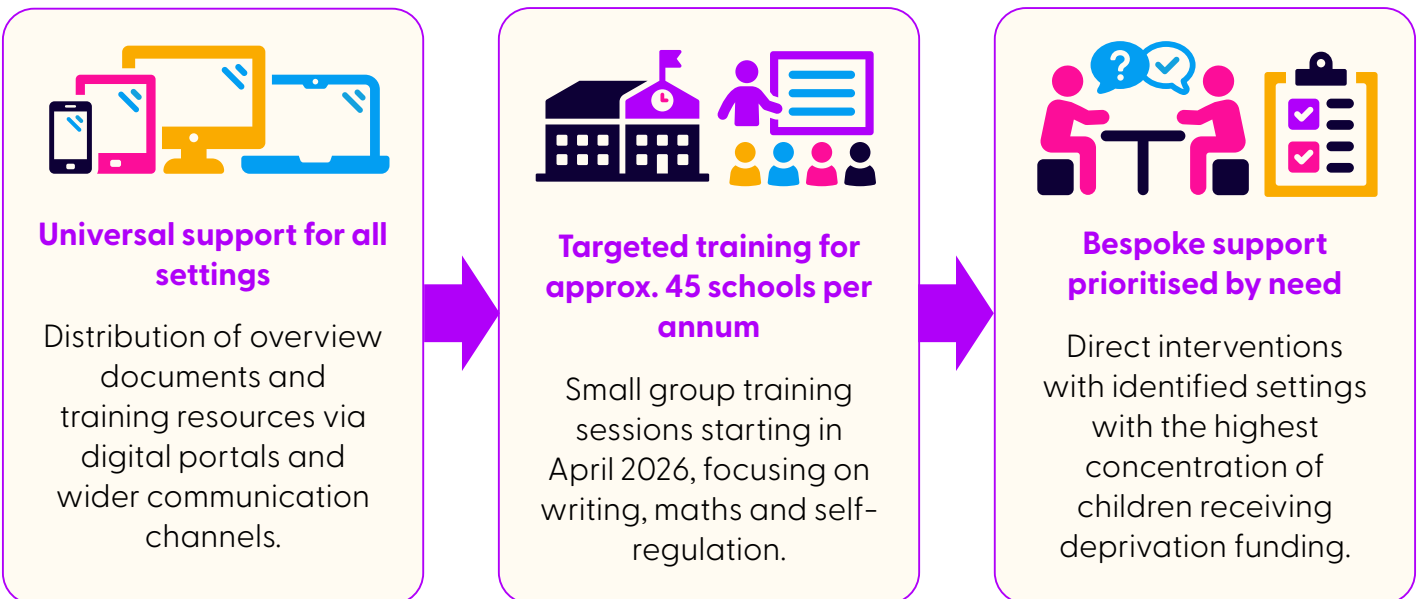 Universal support for all
settings
Distribution of overview
documents and
training resources via
digital portals and
wider communication
channels.
Targeted training for
approx. 45 schools per
annum
Small group training
sessions starting in
April 2026, focusing on
writing, maths and self-
regulation.
?
Bespoke support
prioritised by need
Direct interventions
with identified settings
with the highest
concentration of
children receiving
deprivation funding.